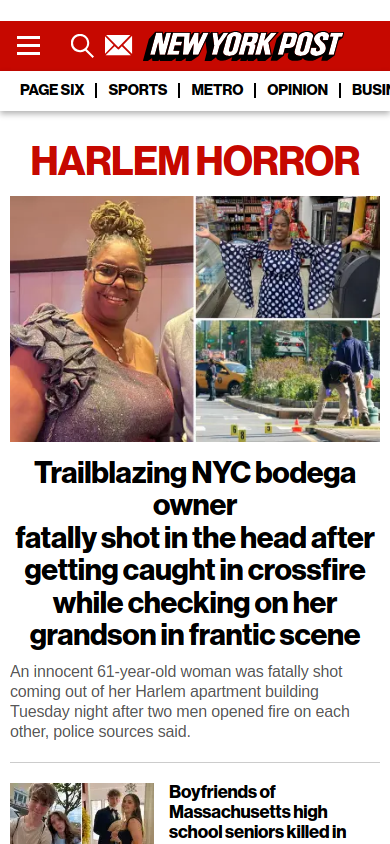 NEW YORK POST
PAGE SIX | SPORTS | METRO | OPINION | BUSI
HARLEM HORROR
Trailblazing NYC bodega
owner
fatally shot in the head after
getting caught in crossfire
while checking on her
grandson in frantic scene
An innocent 61-year-old woman was fatally shot
coming out of her Harlem apartment building
Tuesday night after two men opened fire on each
other, police sources said.
Boyfriends of
Massachusetts high
school seniors killed in